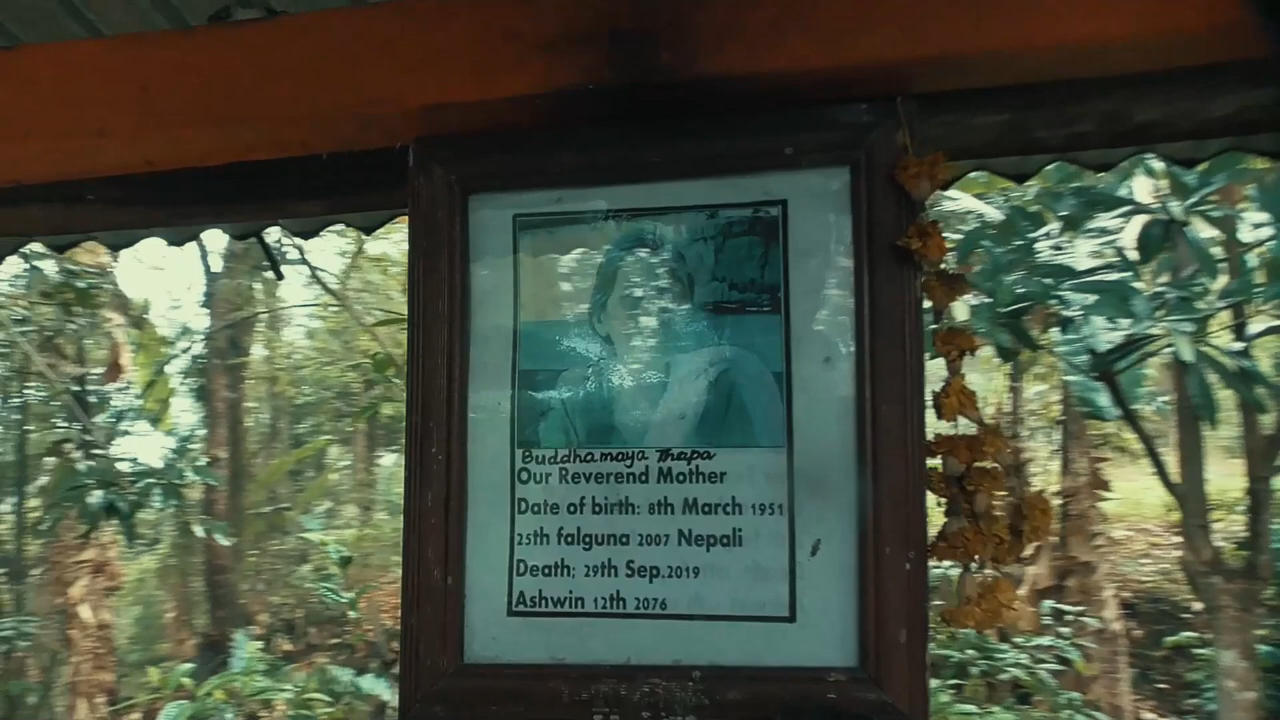 Buddhamaya Thapa
Our Reverend Mother
Date of birth: 8th March 1951
25th falguna 2007 Nepali
Death; 29th Sep.2019
Ashwin 12th 2076